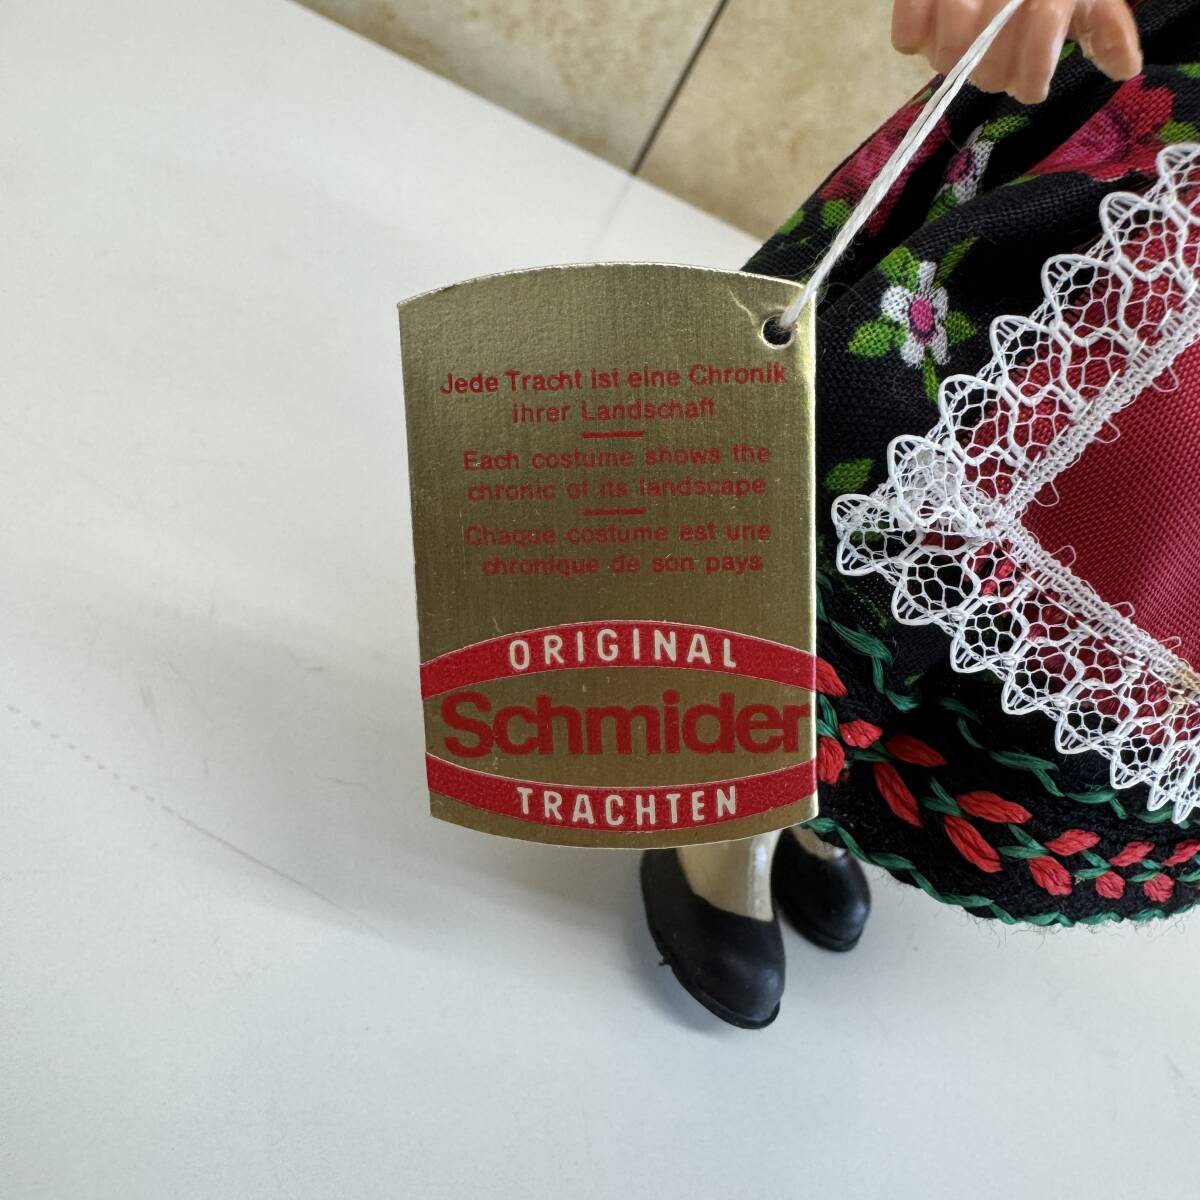 Jede Tracht ist eine Chronik
ihrer Landschaft
Each costume shows the
chronic of its landscape
Chaque costume est une
chronique de son pays
ORIGINAL
Schmider
TRACHTEN